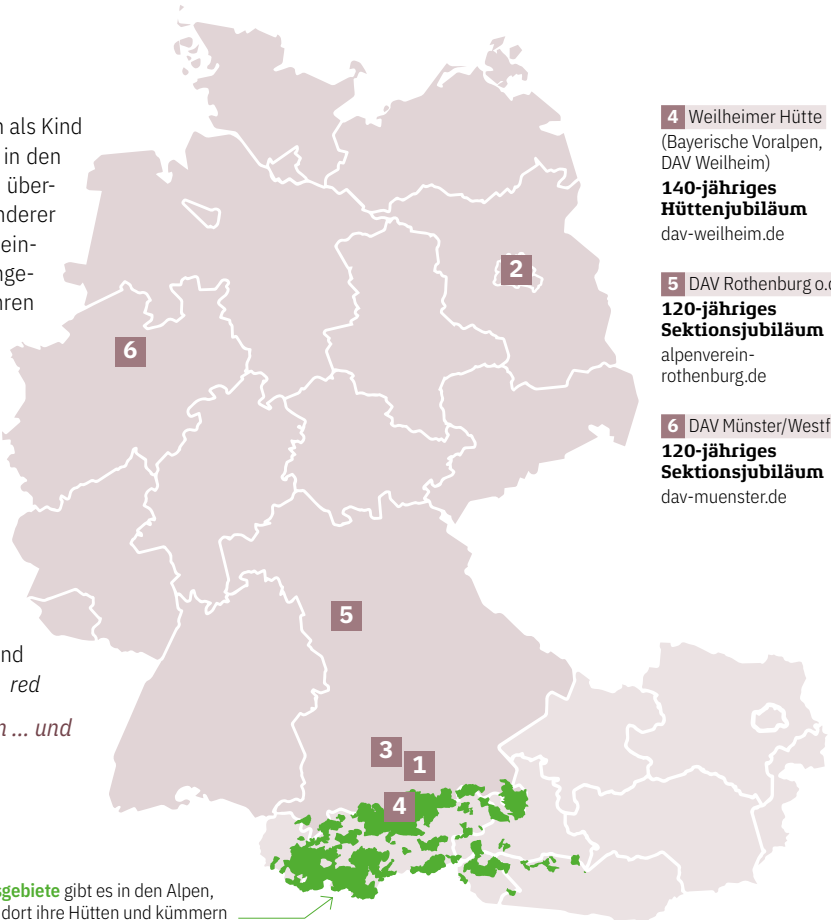 n als Kind
in den
über-
nderer
ein-
nge-
hren
nd
red
n ... und
sgebiete gibt es in den Alpen,
dort ihre Hütten und kümmern
2
6
5
3
1
4
4 Weilheimer Hütte
(Bayerische Voralpen,
DAV Weilheim)
140-jähriges
Hüttenjubiläum
dav-weilheim.de
5 DAV Rothenburg o.
120-jähriges
Sektionsjubiläum
alpenverein-
rothenburg.de
6 DAV Münster/Westf
120-jähriges
Sektionsjubiläum
dav-muenster.de